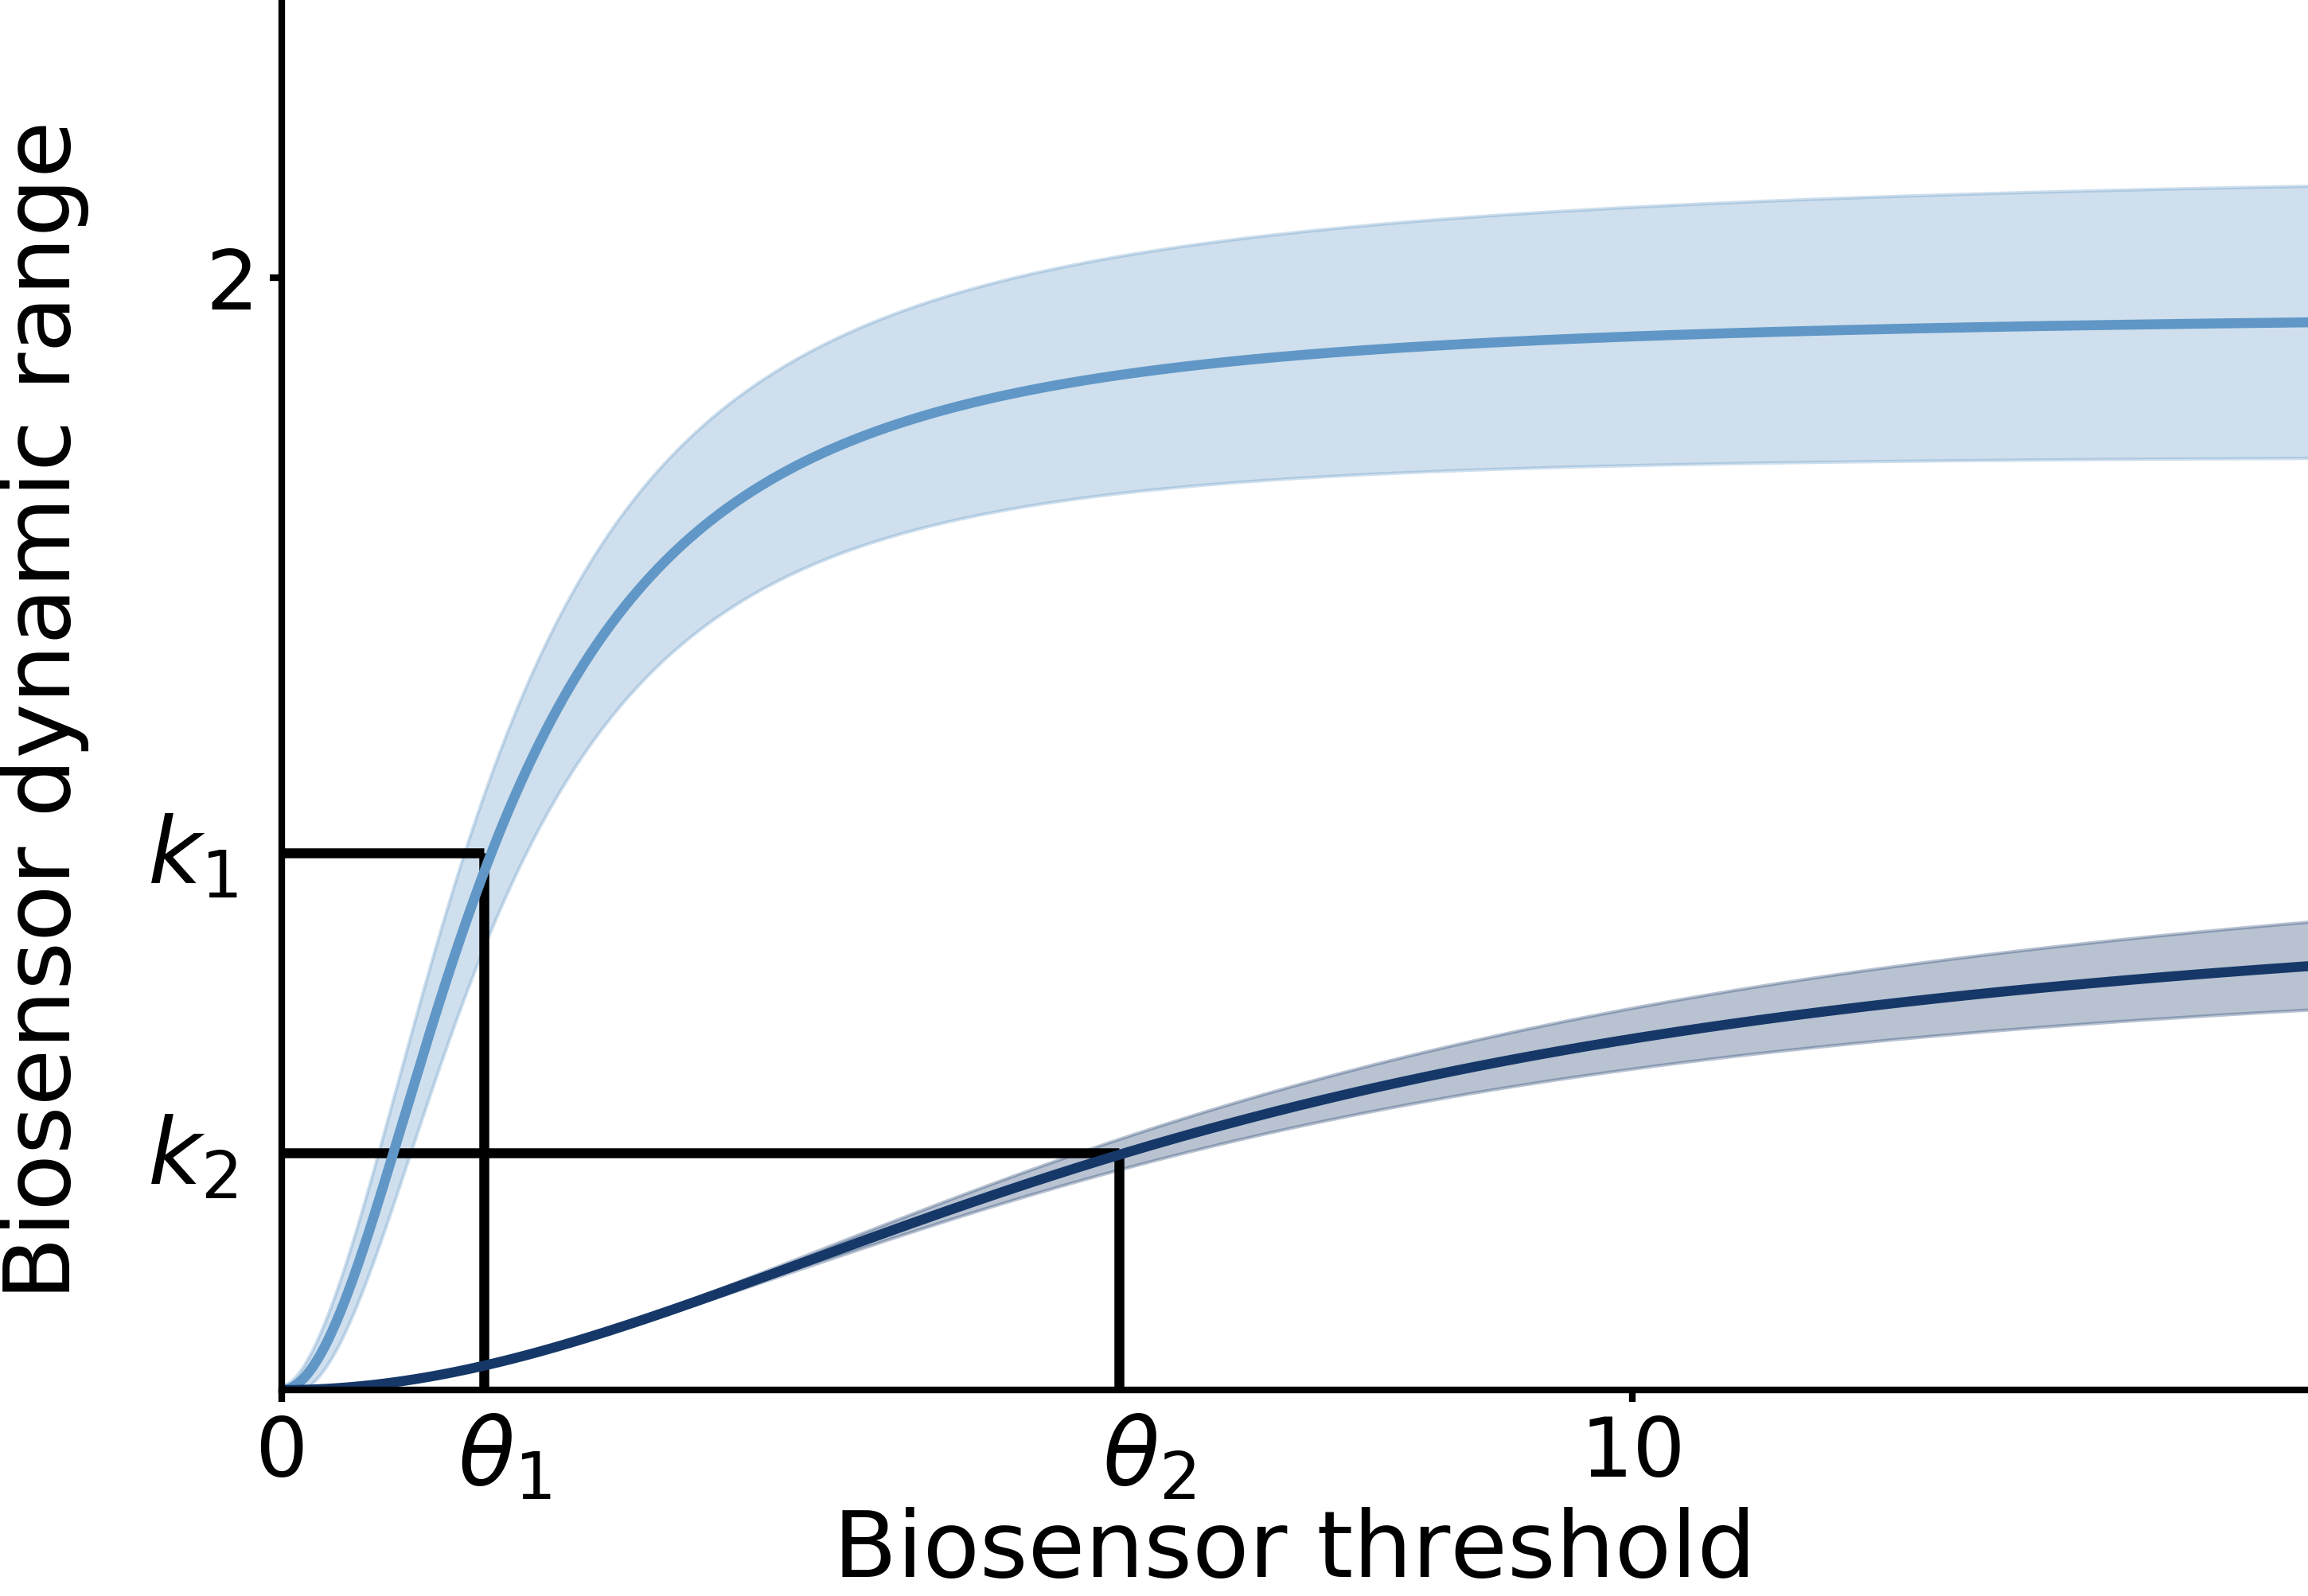 Biosensor dynamic range
2
k₁
k₂
0
θ₁
θ₂
10
Biosensor threshold